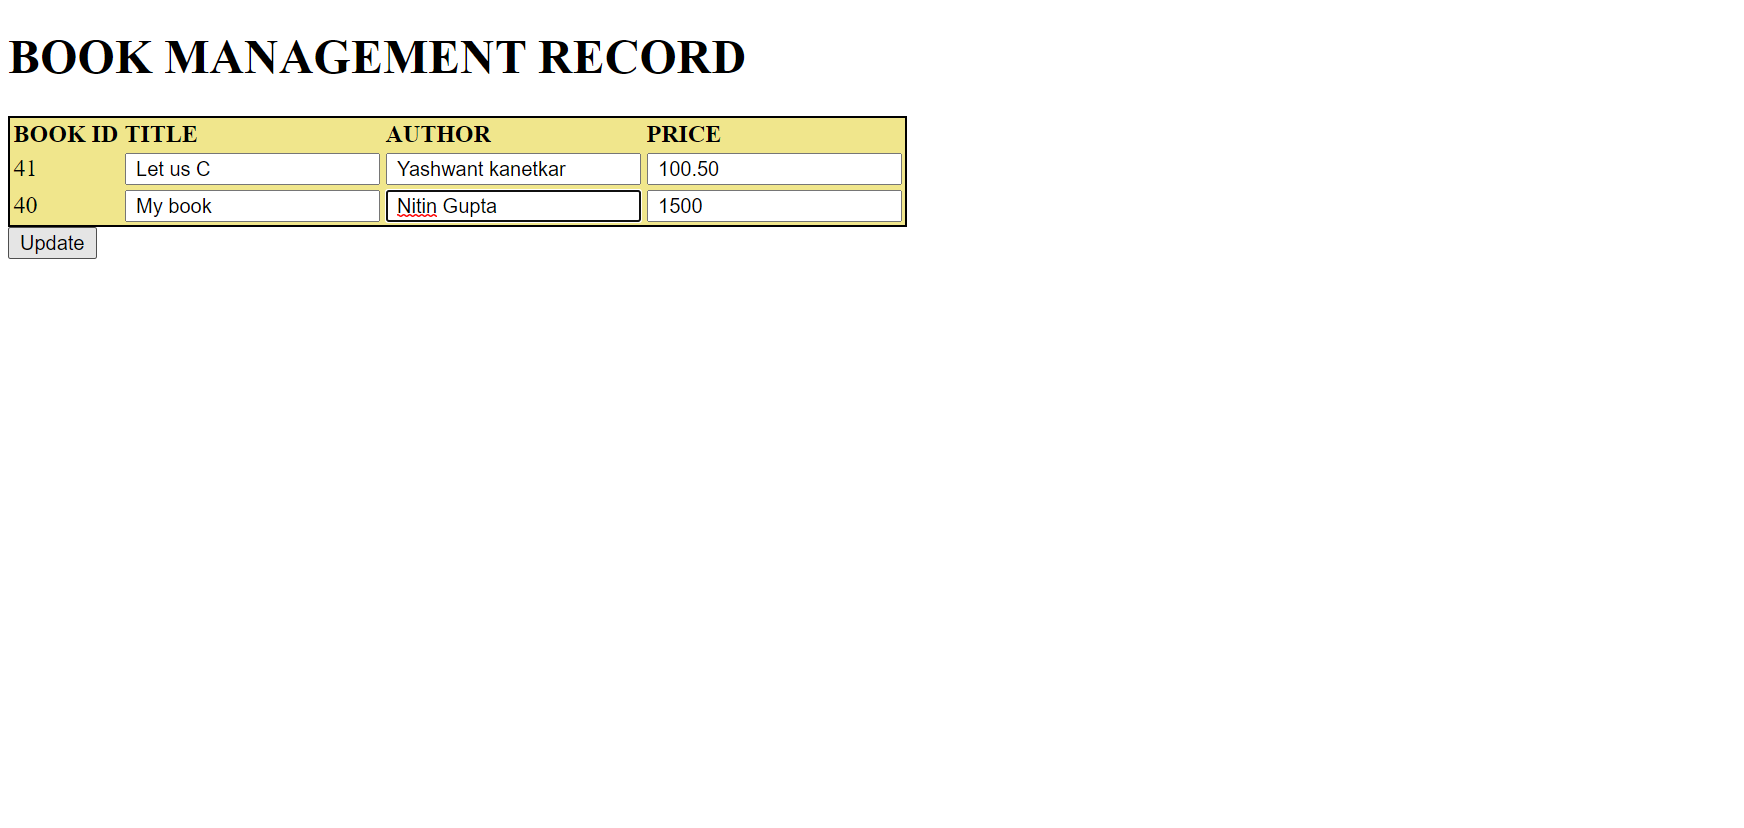 BOOK MANAGEMENT RECORD
BOOK ID TITLE AUTHOR PRICE
41 Let us C Yashwant kanetkar 100.50
40 My book Nitin Gupta 1500
Update